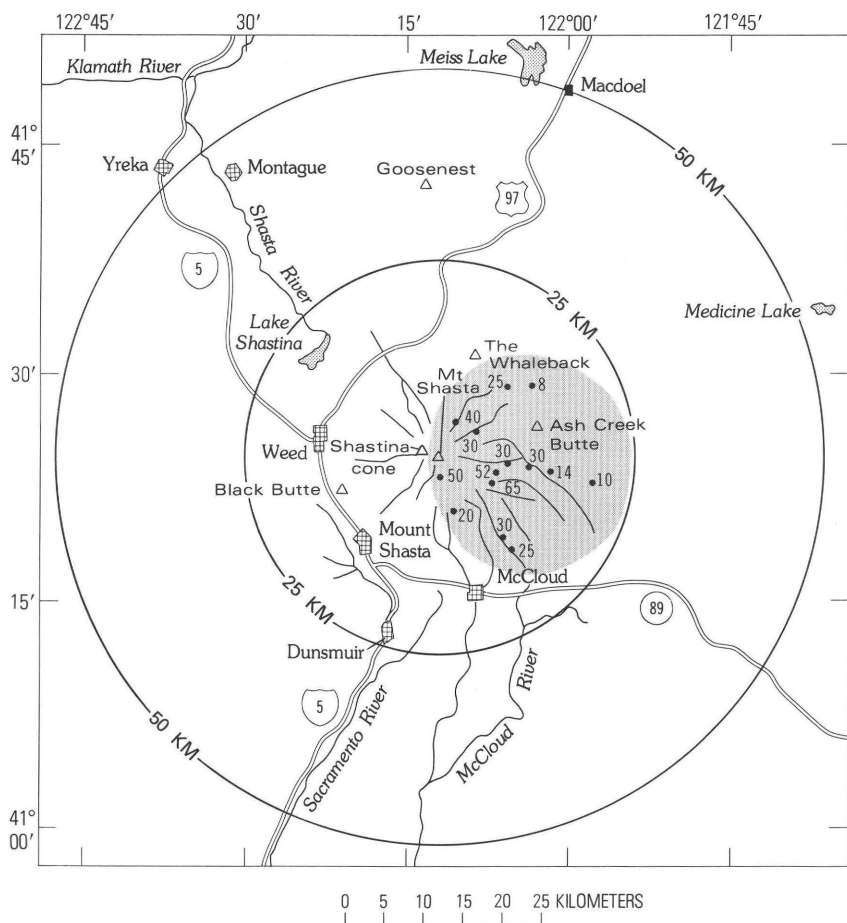 122°45′ 30′ 15′ 122°00′ 121°45′
Klamath River
Meiss Lake
Macdoel
41°
45′
Yreka
Montague
Goosenest
97
50 KM
Shasta River
5
25 KM
Medicine Lake
Lake
Shastina
30′
The
Whaleback
Mt
Shasta
25
8
40
Ash Creek
Butte
Weed
Shastina
cone
30
30
30
50
52
14
10
65
Black Butte
20
Mount
Shasta
30
25
McCloud
25 KM
15′
89
Dunsmuir
5
River
McCloud
Sacramento River
50 KM
41°
00′
0 5 10 15 20 25 KILOMETERS